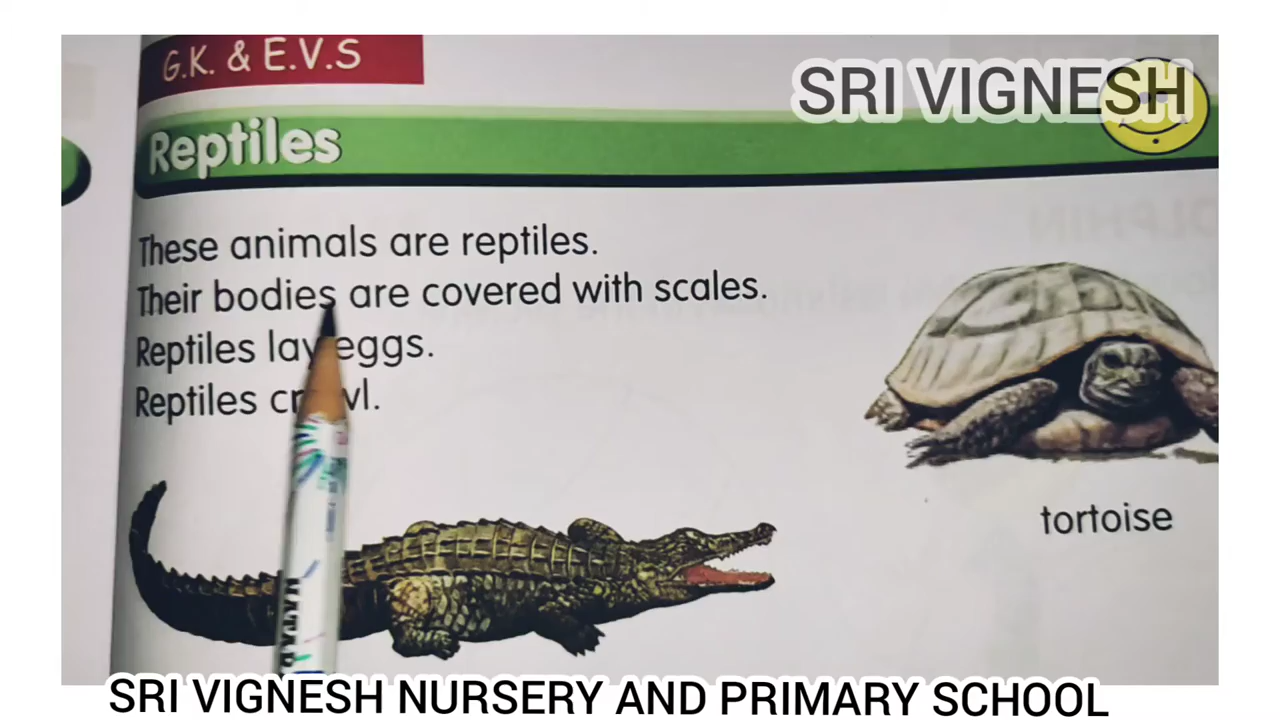 G.K. & E.V.S
SRI VIGNESH
Reptiles
These animals are reptiles.
Their bodies are covered with scales.
Reptiles lay eggs.
Reptiles crawl.
tortoise
SRI VIGNESH NURSERY AND PRIMARY SCHOOL